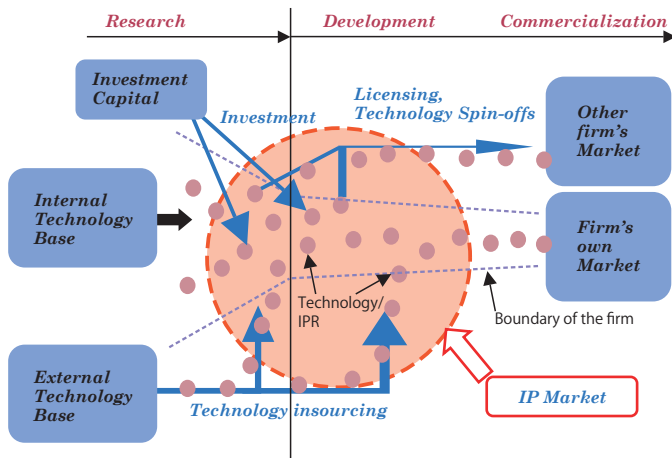 Research
Development
Commercialization
Investment
Capital
Investment
Licensing,
Technology Spin-offs
Other
firm's
Market
Internal
Technology
Base
Firm's
own
Market
Technology/
IPR
Boundary of the firm
External
Technology
Base
Technology insourcing
IP Market